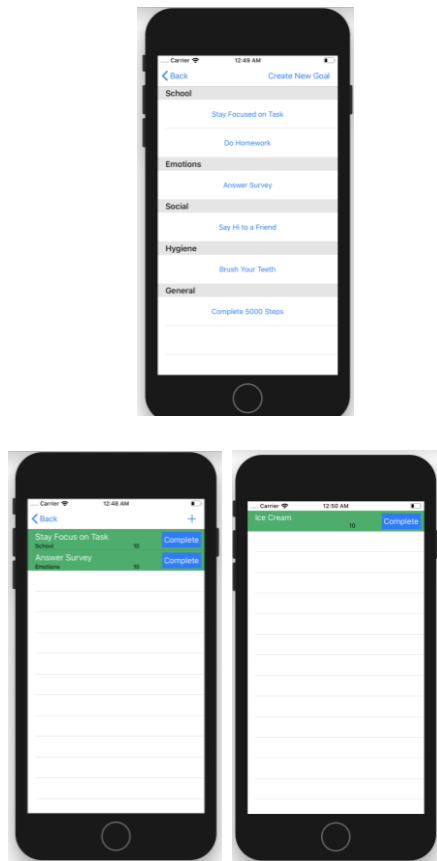 Carrier 12:49 AM
Back Create New Goal
School
Stay Focused on Task
Do Homework
Emotions
Answer Survey
Social
Say Hi to a Friend
Hygiene
Brush Your Teeth
General
Complete 5000 Steps
Carrier 12:48 AM
Back +
Stay Focus on Task
School 10 Complete
Answer Survey
Emotions 10 Complete
Carrier 12:50 AM
Ice Cream
10 Complete